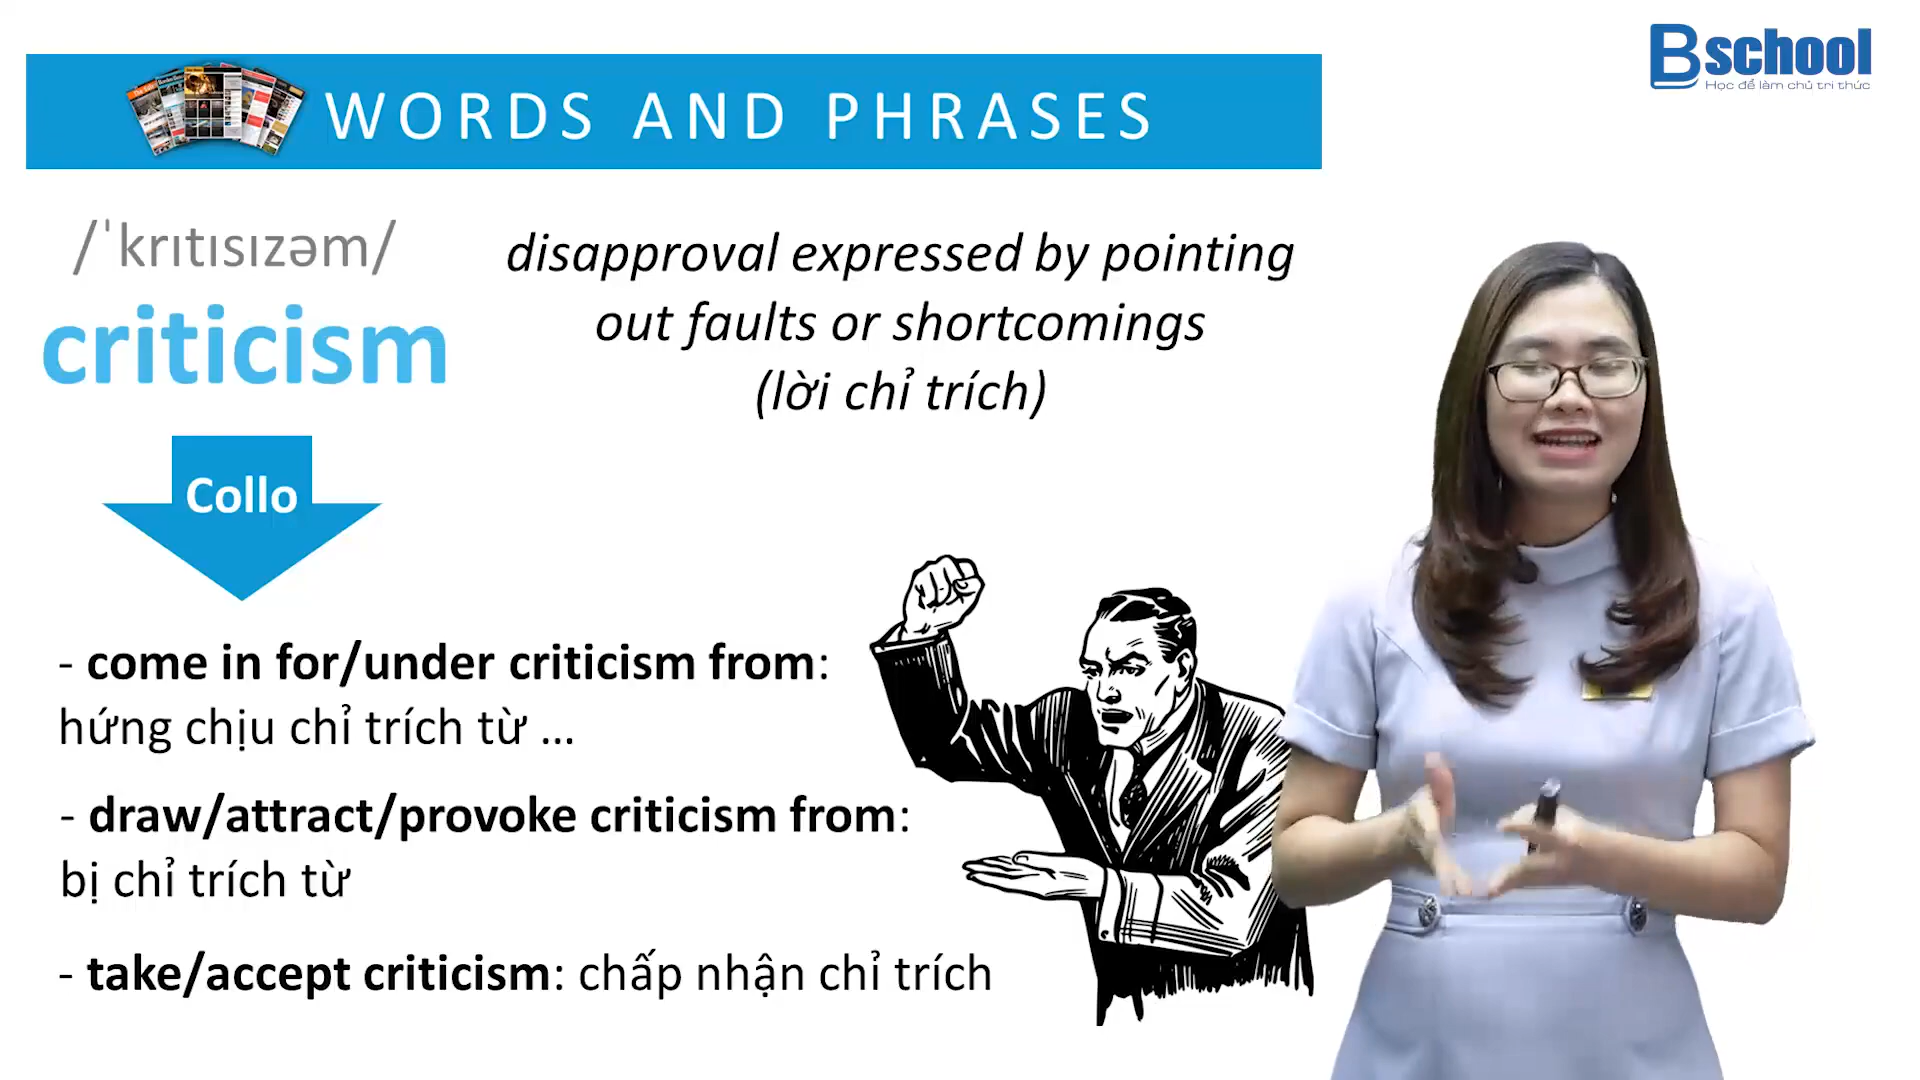 Bschool
Học để làm chủ tri thức
WORDS AND PHRASES
/ˈkrɪtɪsɪzəm/
criticism
disapproval expressed by pointing
out faults or shortcomings
(lời chỉ trích)
Collo
- come in for/under criticism from:
hứng chịu chỉ trích từ ...
- draw/attract/provoke criticism from:
bị chỉ trích từ
- take/accept criticism: chấp nhận chỉ trích